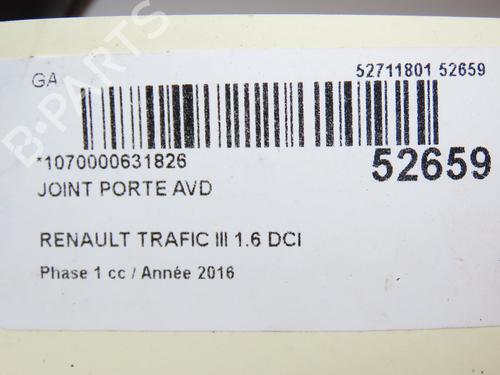 GA
52711801 52659
*1070000631826
52659
JOINT PORTE AVD
RENAULT TRAFIC III 1.6 DCI
Phase 1 cc / Année 2016
B-PARTS